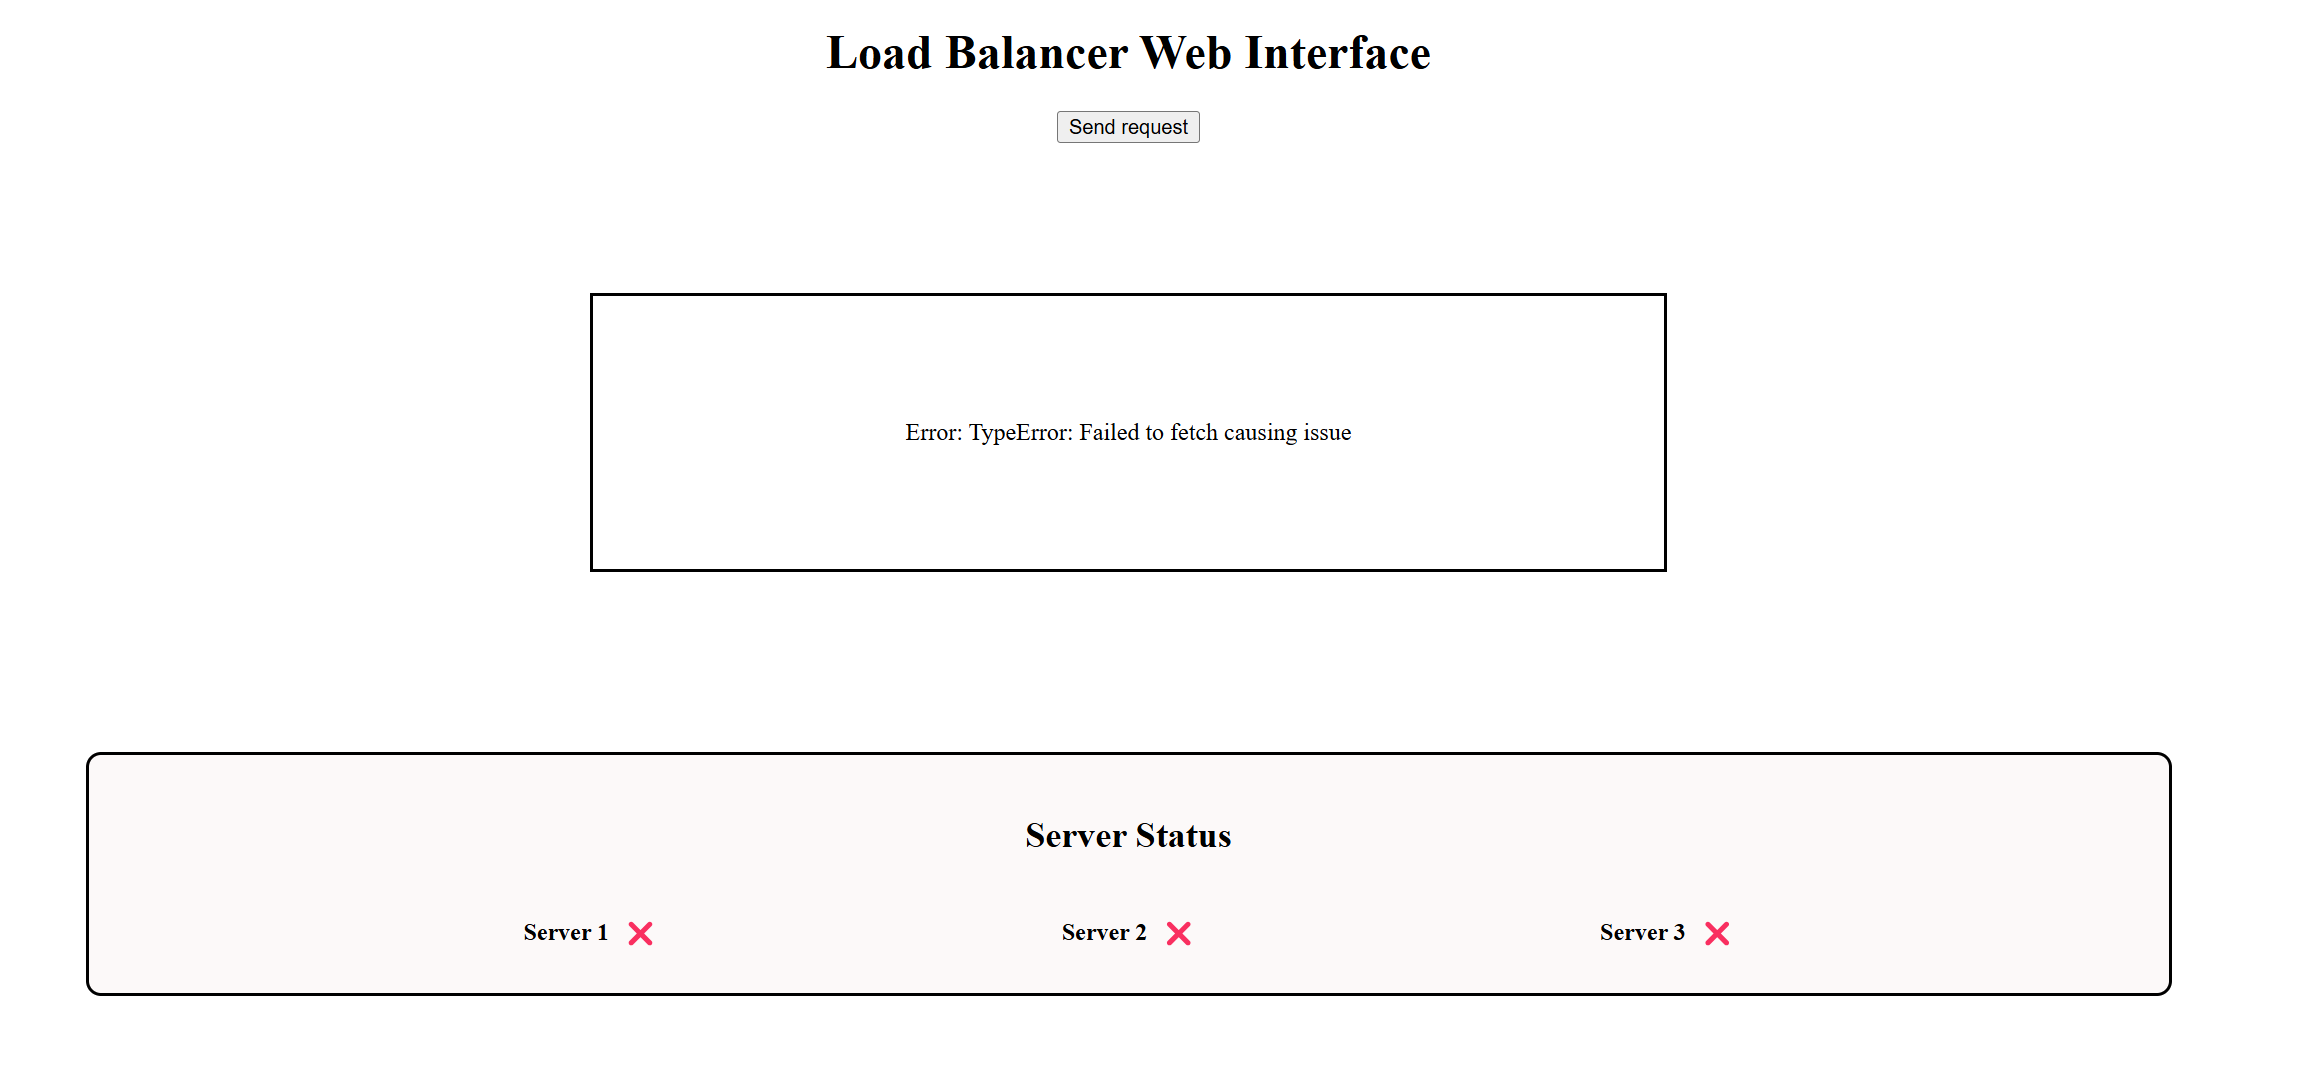 Load Balancer Web Interface
Send request
Error: TypeError: Failed to fetch causing issue
Server Status
Server 1 ❌ Server 2 ❌ Server 3 ❌